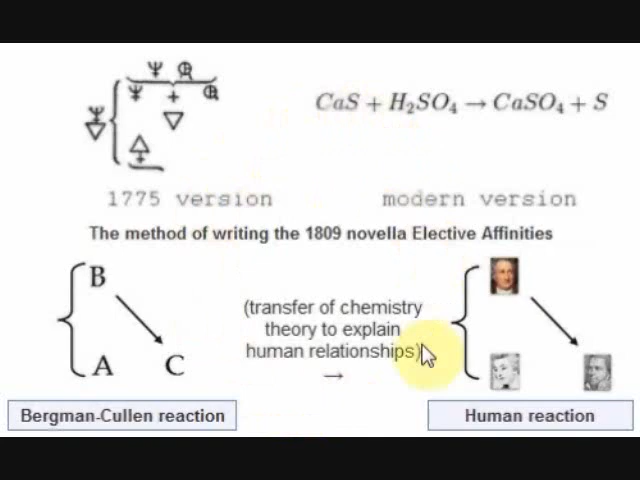 CaS + H₂SO₄ → CaSO₄ + S
1775 version
modern version
The method of writing the 1809 novella Elective Affinities
B
A C
(transfer of chemistry
theory to explain
human relationships)
→
Bergman-Cullen reaction
Human reaction